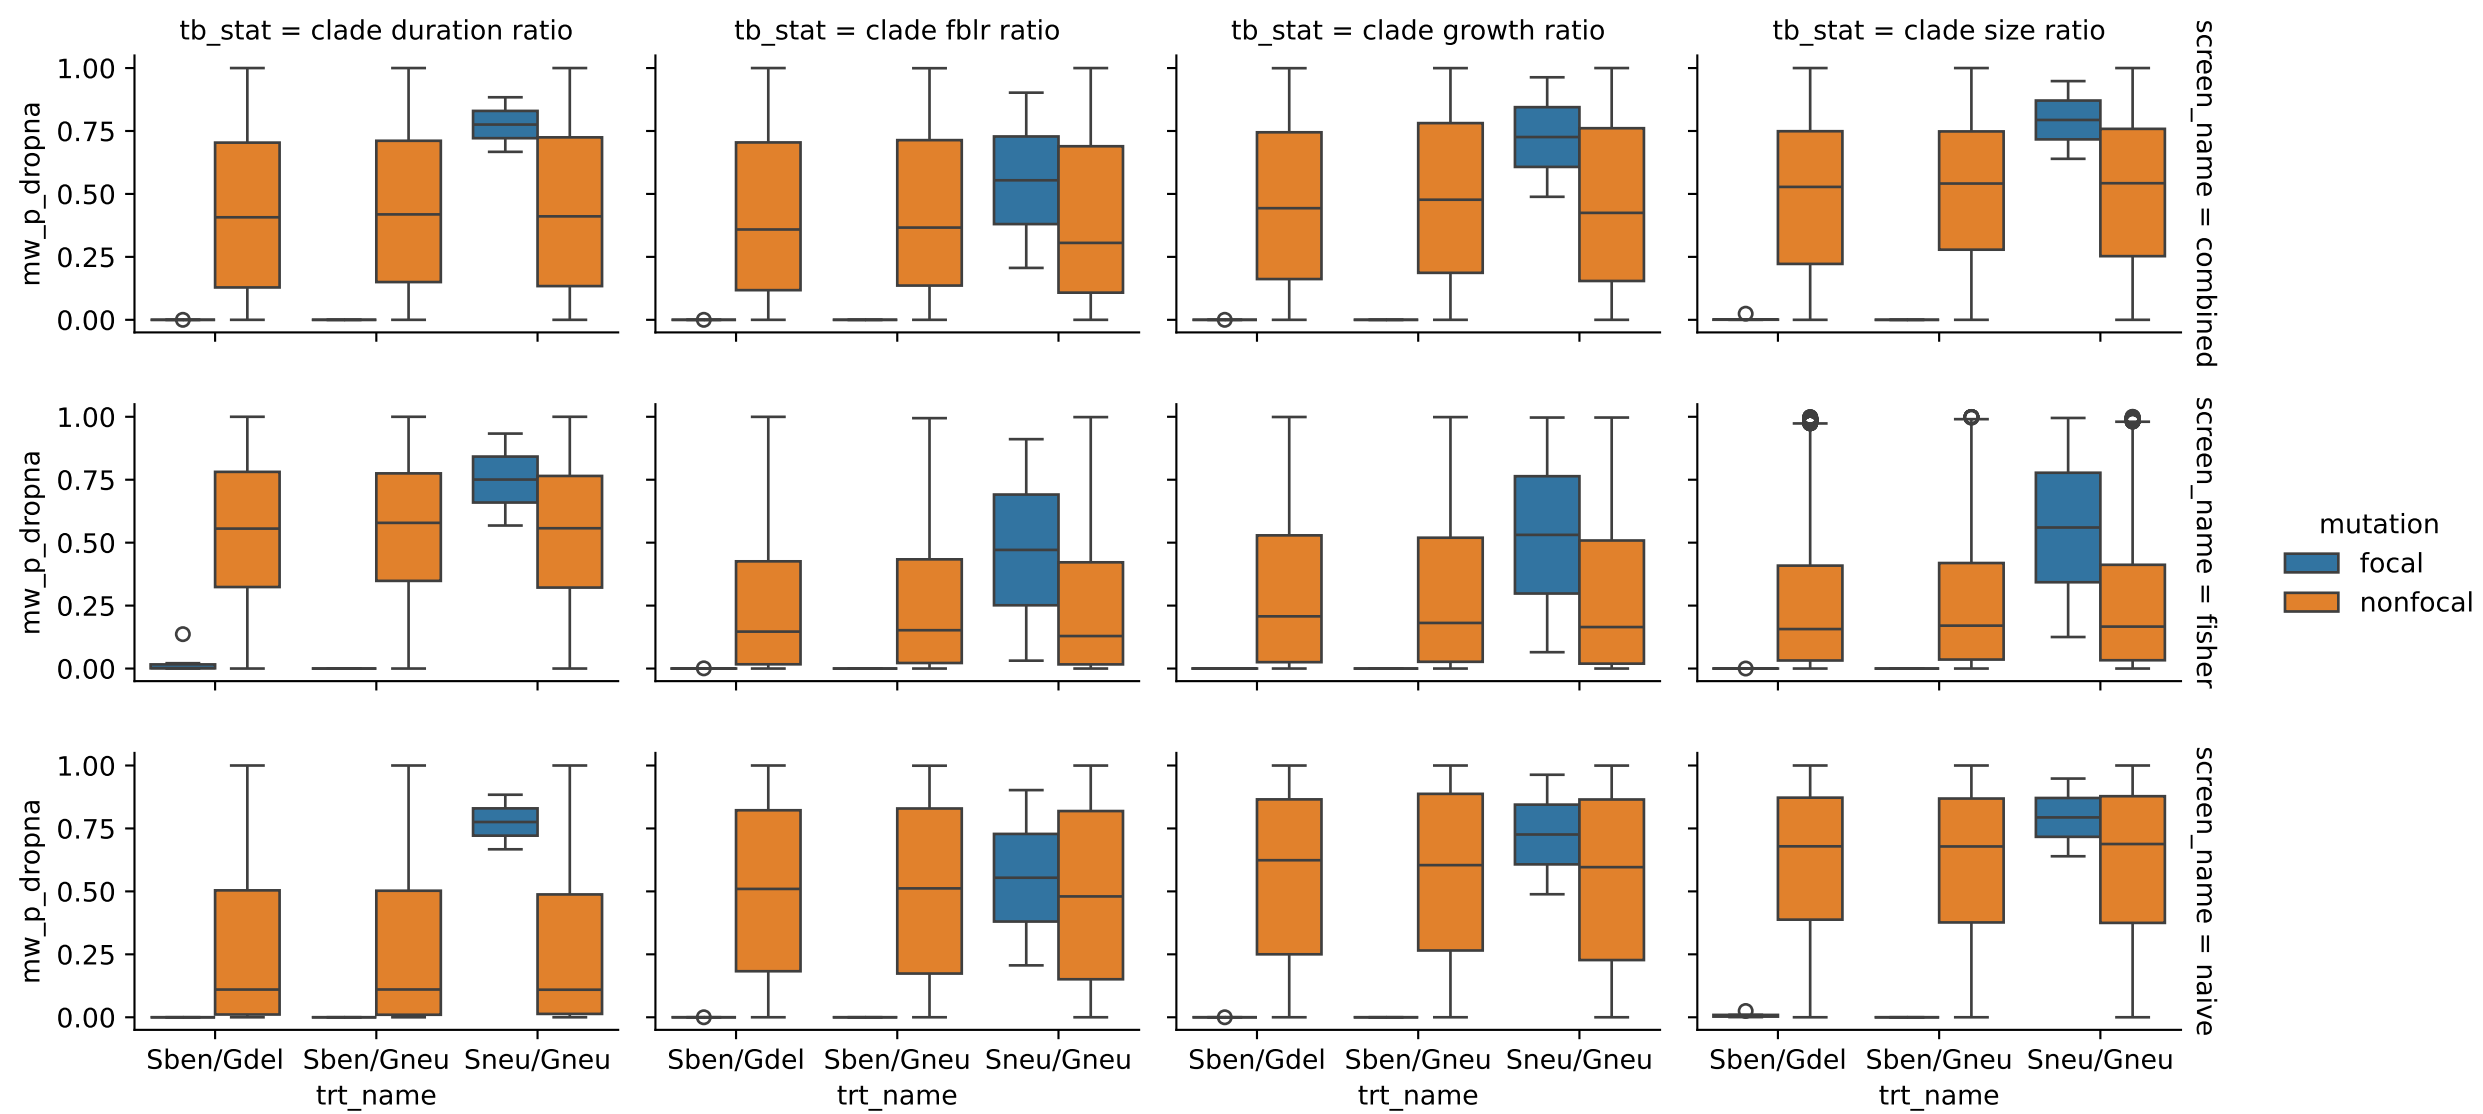 tb_stat = clade duration ratio
tb_stat = clade fblr ratio
tb_stat = clade growth ratio
tb_stat = clade size ratio
mw_p_dropna
1.00
0.75
0.50
0.25
0.00
screen_name = combined
mw_p_dropna
1.00
0.75
0.50
0.25
0.00
screen_name = fisher
mutation
focal
nonfocal
mw_p_dropna
1.00
0.75
0.50
0.25
0.00
screen_name = naive
Sben/Gdel Sben/Gneu Sneu/Gneu
trt_name
Sben/Gdel Sben/Gneu Sneu/Gneu
trt_name
Sben/Gdel Sben/Gneu Sneu/Gneu
trt_name
Sben/Gdel Sben/Gneu Sneu/Gneu
trt_name